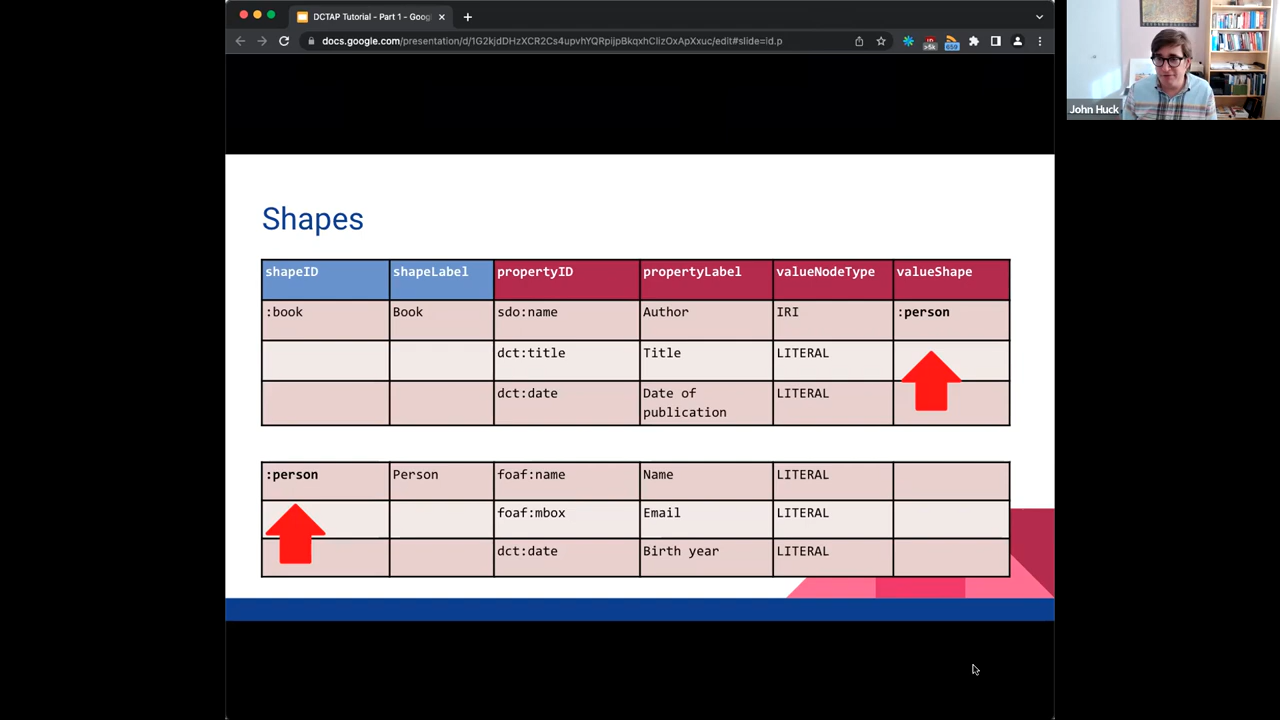 DCTAP Tutorial - Part 1 - Goog
docs.google.com/presentation/d/1G2kjdDHzXCR2Cs4upvhYQRpijpBkqxhClizOxApXxuc/edit#slide=id.p
>5k
659
John Huck
Shapes
shapeID shapeLabel propertyID propertyLabel valueNodeType valueShape
:book Book sdo:name Author IRI :person
dct:title Title LITERAL
dct:date Date of publication LITERAL
:person Person foaf:name Name LITERAL
foaf:mbox Email LITERAL
dct:date Birth year LITERAL